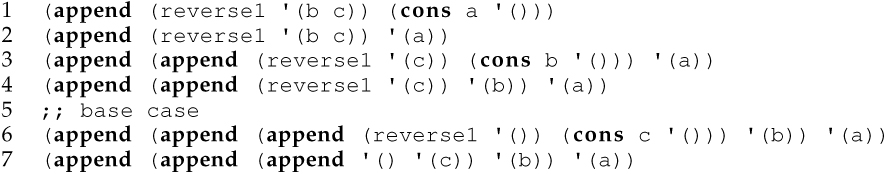 1 (append (reverse1 '(b c)) (cons a '()))
2 (append (reverse1 '(b c)) '(a))
3 (append (append (reverse1 '(c)) (cons b '())) '(a))
4 (append (append (reverse1 '(c)) '(b)) '(a))
5 ;; base case
6 (append (append (append (reverse1 '()) (cons c '())) '(b)) '(a))
7 (append (append (append '() '(c)) '(b)) '(a))